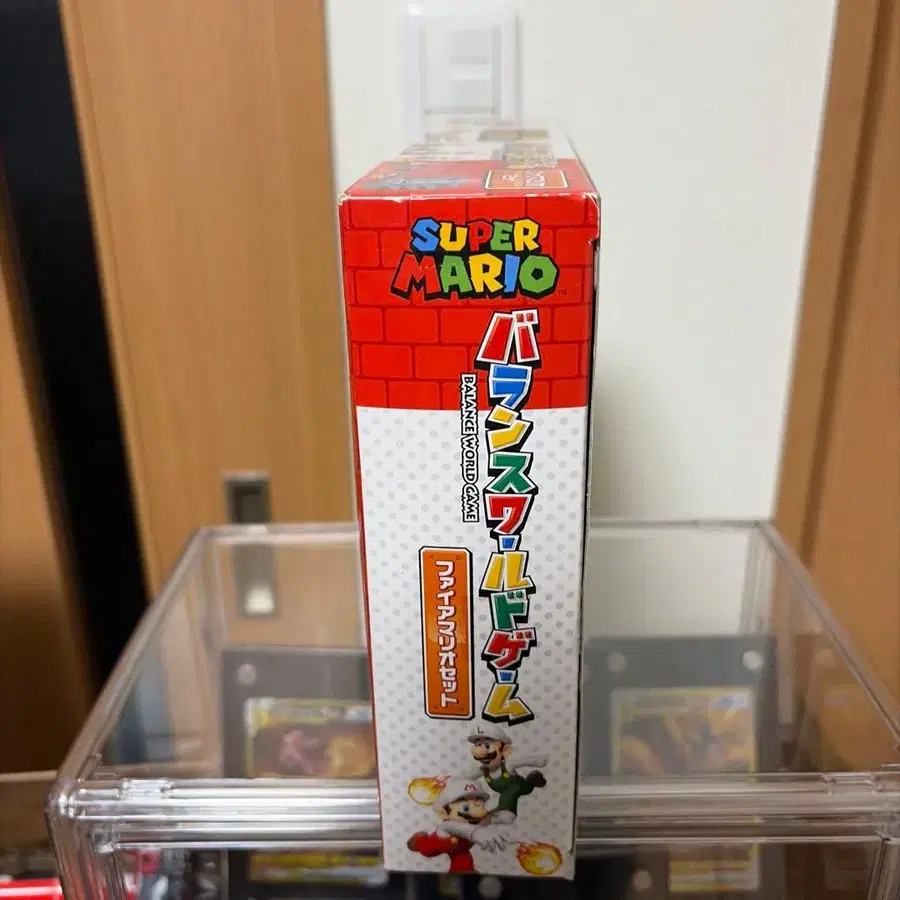 SUPER
MARIO
™
バランスワールドゲーム
BALANCE WORLD GAME
ファイアマリオセット